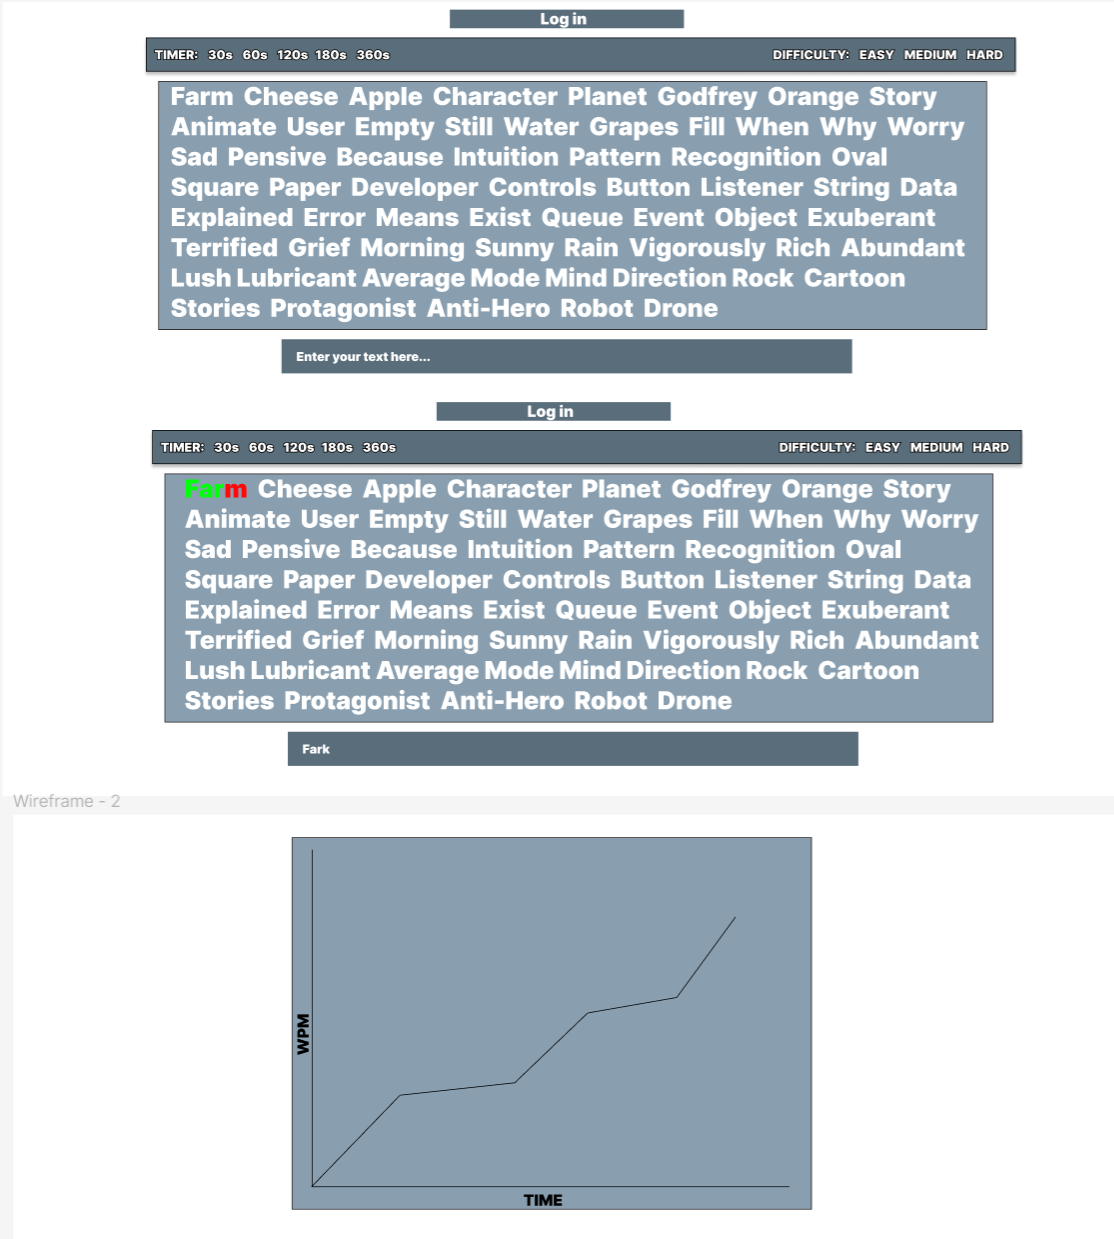 Log in
TIMER: 30s 60s 120s 180s 360s DIFFICULTY: EASY MEDIUM HARD
Farm Cheese Apple Character Planet Godfrey Orange Story
Animate User Empty Still Water Grapes Fill When Why Worry
Sad Pensive Because Intuition Pattern Recognition Oval
Square Paper Developer Controls Button Listener String Data
Explained Error Means Exist Queue Event Object Exuberant
Terrified Grief Morning Sunny Rain Vigorously Rich Abundant
Lush Lubricant Average Mode Mind Direction Rock Cartoon
Stories Protagonist Anti-Hero Robot Drone
Enter your text here...
Log in
TIMER: 30s 60s 120s 180s 360s DIFFICULTY: EASY MEDIUM HARD
Farm Cheese Apple Character Planet Godfrey Orange Story
Animate User Empty Still Water Grapes Fill When Why Worry
Sad Pensive Because Intuition Pattern Recognition Oval
Square Paper Developer Controls Button Listener String Data
Explained Error Means Exist Queue Event Object Exuberant
Terrified Grief Morning Sunny Rain Vigorously Rich Abundant
Lush Lubricant Average Mode Mind Direction Rock Cartoon
Stories Protagonist Anti-Hero Robot Drone
Fark
Wireframe - 2
WPM
TIME